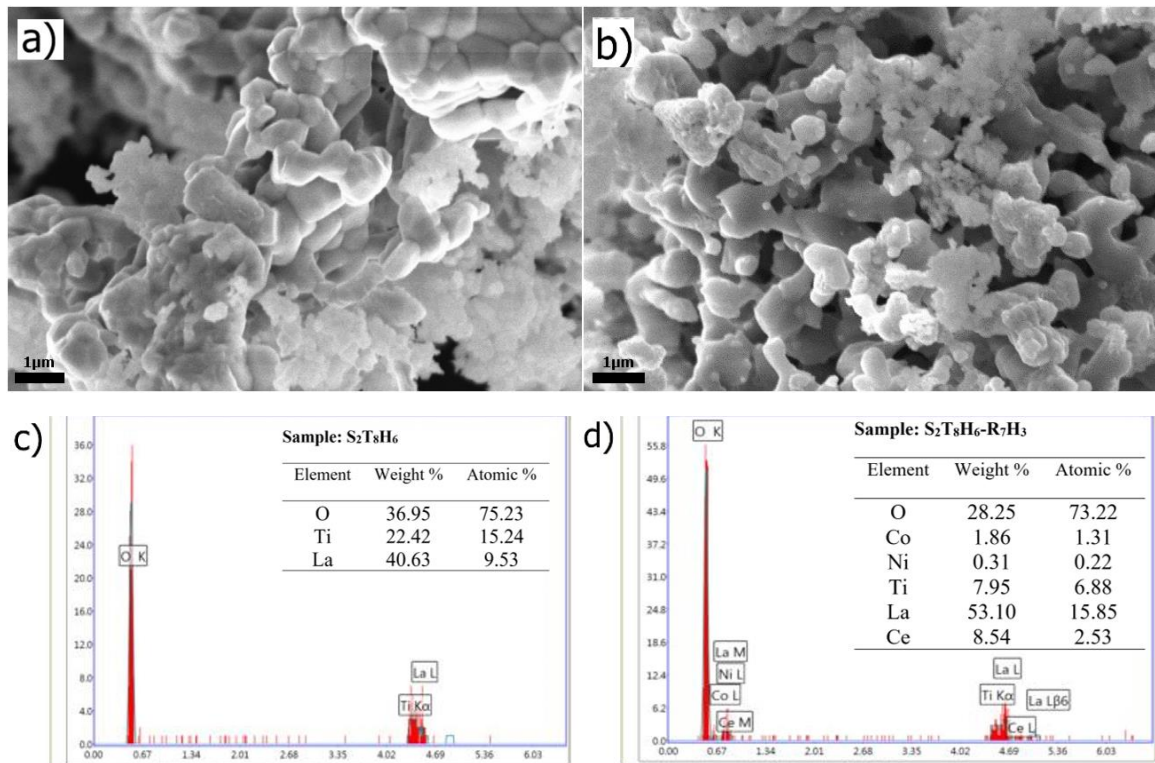 a)
b)
1µm
1µm
c)
Sample: S₂T₈H₆
Element Weight % Atomic %
O 36.95 75.23
Ti 22.42 15.24
La 40.63 9.53
36.0
32.0
28.0
24.0
20.0
16.0
12.0
8.0
4.0
0.0
O K
La L
Ti Kα
0.00 0.67 1.34 2.01 2.68 3.35 4.02 4.69 5.36 6.03
d)
Sample: S₂T₈H₆-R₇H₃
Element Weight % Atomic %
O 28.25 73.22
Co 1.86 1.31
Ni 0.31 0.22
Ti 7.95 6.88
La 53.10 15.85
Ce 8.54 2.53
55.8
49.6
43.4
37.2
31.0
24.8
18.6
12.4
6.2
0.0
O K
La M
Ni L
Co L
Ce M
La L
Ti Kα
La Lβ6
Ce L
0.00 0.67 1.34 2.01 2.68 3.35 4.02 4.69 5.36 6.03